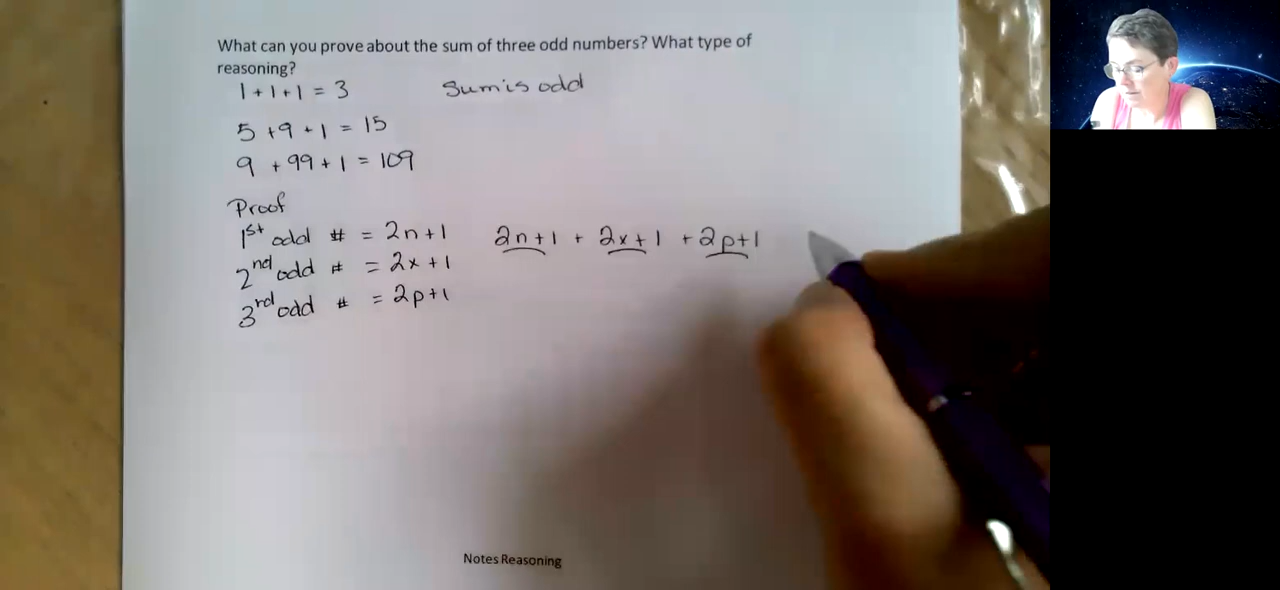 What can you prove about the sum of three odd numbers? What type of
reasoning?
1 + 1 + 1 = 3
Sum is odd
5 + 9 + 1 = 15
9 + 99 + 1 = 109
Proof
1st odd # = 2n+1
2n+1 + 2x+1 + 2p+1
2nd odd # = 2x+1
3rd odd # = 2p+1
Notes Reasoning